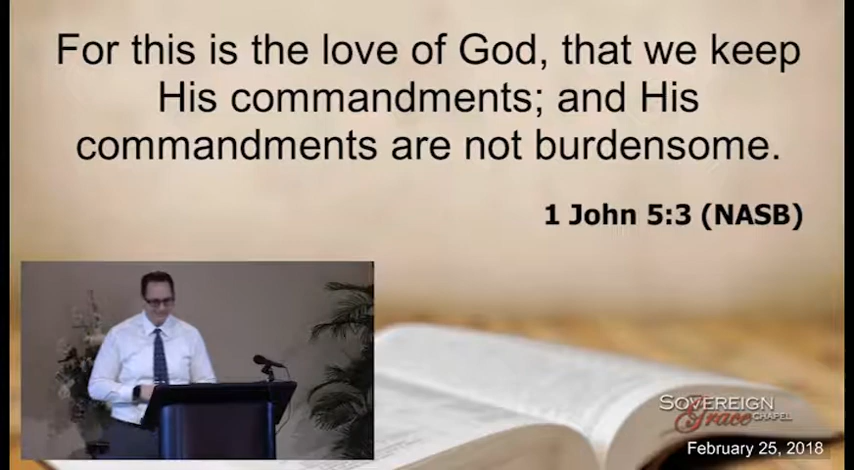 For this is the love of God, that we keep
His commandments; and His
commandments are not burdensome.
1 John 5:3 (NASB)
SOVEREIGN
Grace CHAPEL
February 25, 2018